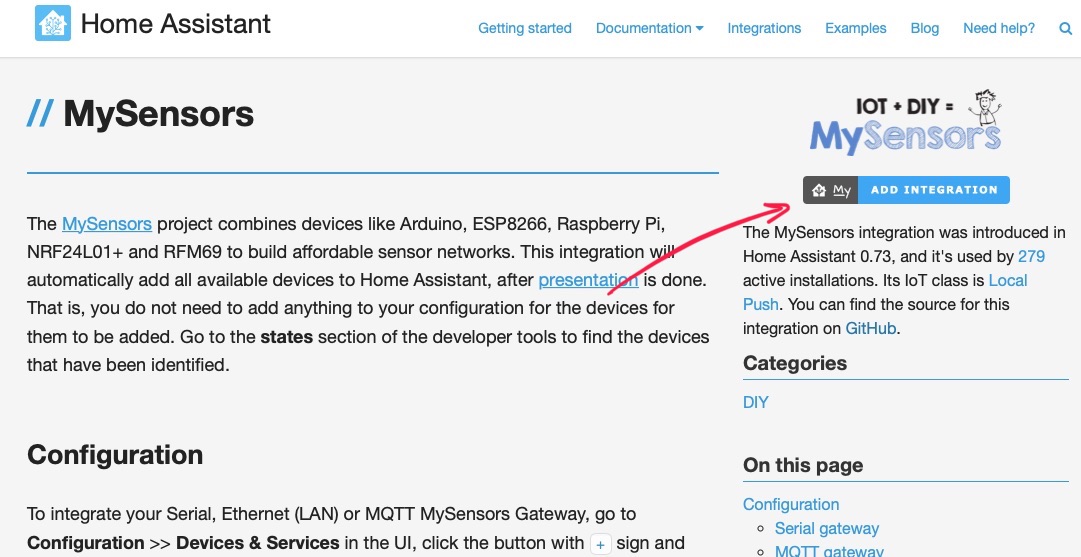 Home Assistant
Getting started Documentation Integrations Examples Blog Need help?
// MySensors
The MySensors project combines devices like Arduino, ESP8266, Raspberry Pi,
NRF24L01+ and RFM69 to build affordable sensor networks. This integration will
automatically add all available devices to Home Assistant, after presentation is done.
That is, you do not need to add anything to your configuration for the devices for
them to be added. Go to the states section of the developer tools to find the devices
that have been identified.
Configuration
To integrate your Serial, Ethernet (LAN) or MQTT MySensors Gateway, go to
Configuration >> Devices & Services in the UI, click the button with + sign and
IOT + DIY =
MySensors
My ADD INTEGRATION
The MySensors integration was introduced in
Home Assistant 0.73, and it's used by 279
active installations. Its IoT class is Local
Push. You can find the source for this
integration on GitHub.
Categories
DIY
On this page
Configuration
Serial gateway
MQTT gateway